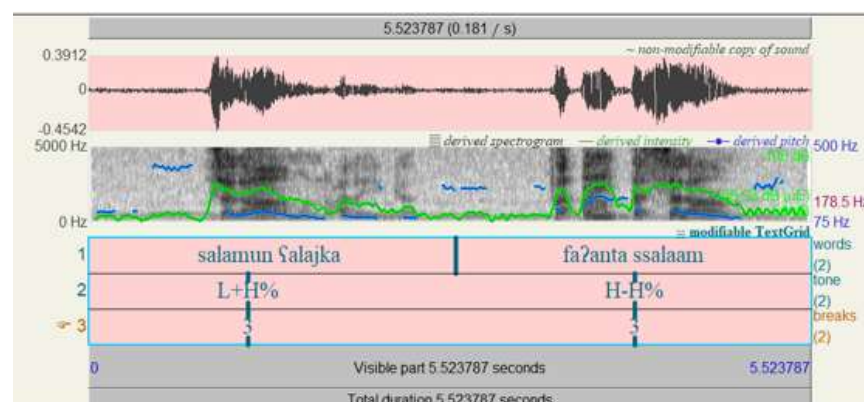 5.523787 (0.181 / s)
0.3912
~ non-modifiable copy of sound
0
-0.4542
5000 Hz
derived spectrogram
derived intensity
derived pitch
500 Hz
178.5 Hz
0 Hz
75 Hz
modifiable TextGrid
1 salamun ʕalajka faʔanta ssalaam words (2)
2 L+H% H-H% tone (2)
3 3 3 breaks (2)
0 Visible part 5.523787 seconds 5.523787
Total duration 5.523787 seconds